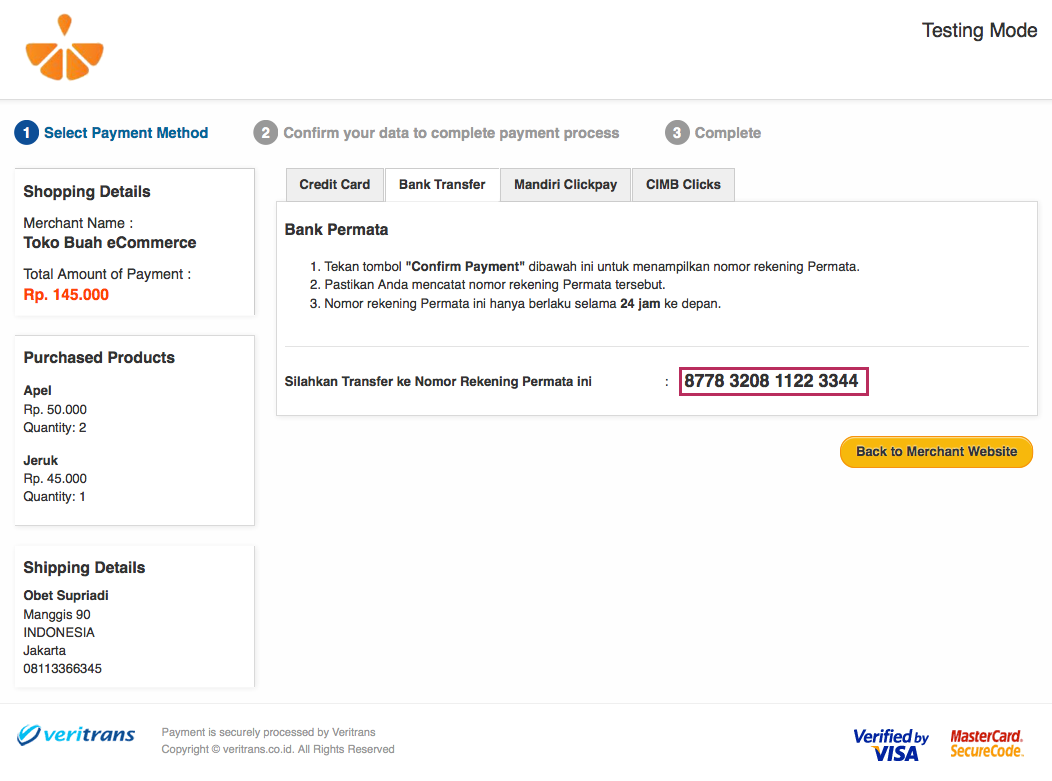 Testing Mode
1 Select Payment Method
2 Confirm your data to complete payment process
3 Complete
Shopping Details
Merchant Name :
Toko Buah eCommerce
Total Amount of Payment :
Rp. 145.000
Purchased Products
Apel
Rp. 50.000
Quantity: 2
Jeruk
Rp. 45.000
Quantity: 1
Shipping Details
Obet Supriadi
Manggis 90
INDONESIA
Jakarta
08113366345
Credit Card
Bank Transfer
Mandiri Clickpay
CIMB Clicks
Bank Permata
1. Tekan tombol "Confirm Payment" dibawah ini untuk menampilkan nomor rekening Permata.
2. Pastikan Anda mencatat nomor rekening Permata tersebut.
3. Nomor rekening Permata ini hanya berlaku selama 24 jam ke depan.
Silahkan Transfer ke Nomor Rekening Permata ini : 8778 3208 1122 3344
Back to Merchant Website
veritrans
Payment is securely processed by Veritrans
Copyright © veritrans.co.id. All Rights Reserved
Verified by
VISA
MasterCard.
SecureCode.